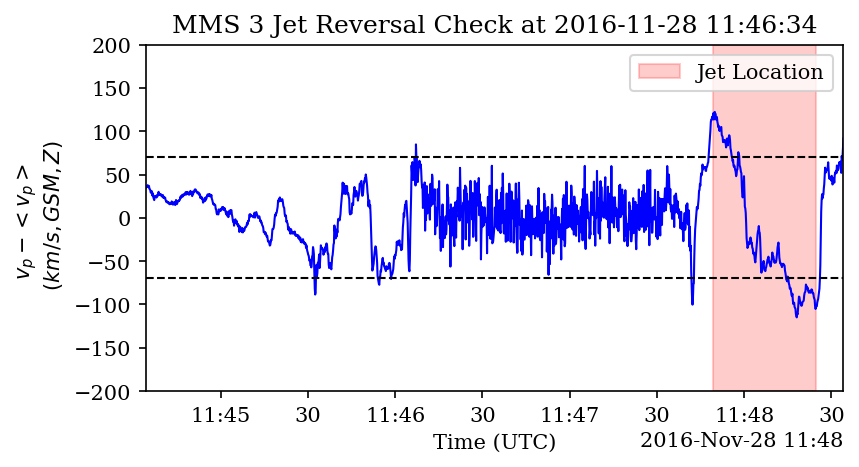 MMS 3 Jet Reversal Check at 2016-11-28 11:46:34
v_p − < v_p >
(km/s, GSM, Z)
200
150
100
50
0
−50
−100
−150
−200
Jet Location
11:45 30 11:46 30 11:47 30 11:48 30
Time (UTC)
2016-Nov-28 11:48